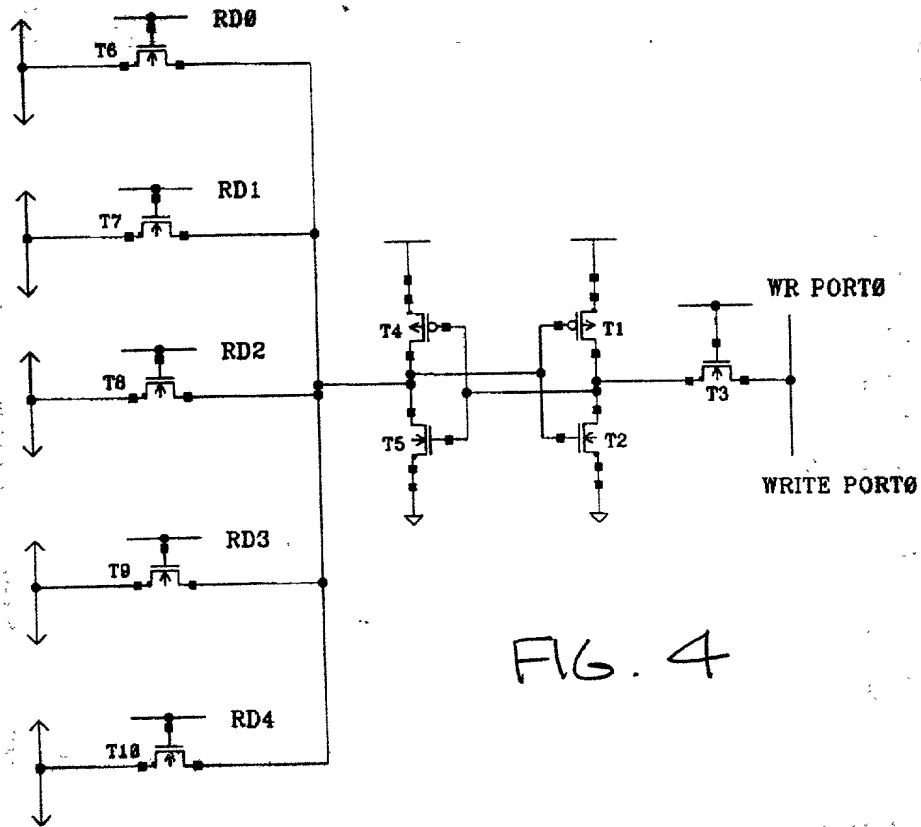 RD0
T6
RD1
T7
RD2
T8
RD3
T9
RD4
T10
T4
T5
T1
T2
T3
WR PORT0
WRITE PORT0
FIG. 4